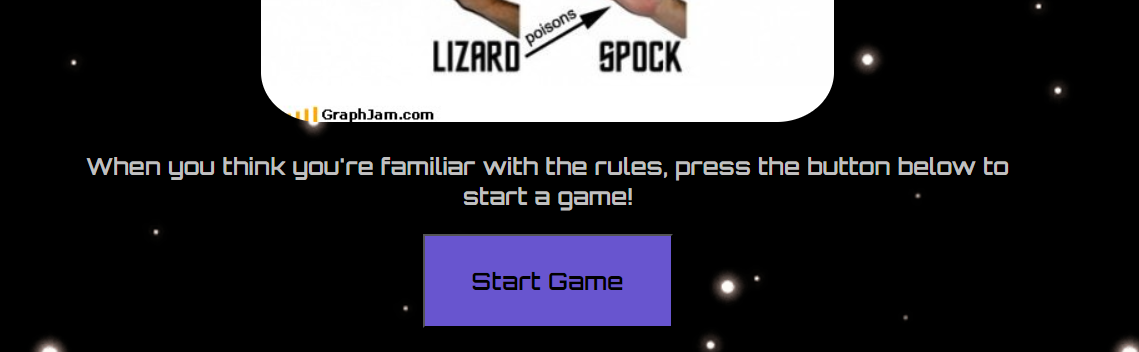 poisons
LIZARD SPOCK
GraphJam.com
When you think you're familiar with the rules, press the button below to
start a game!
Start Game